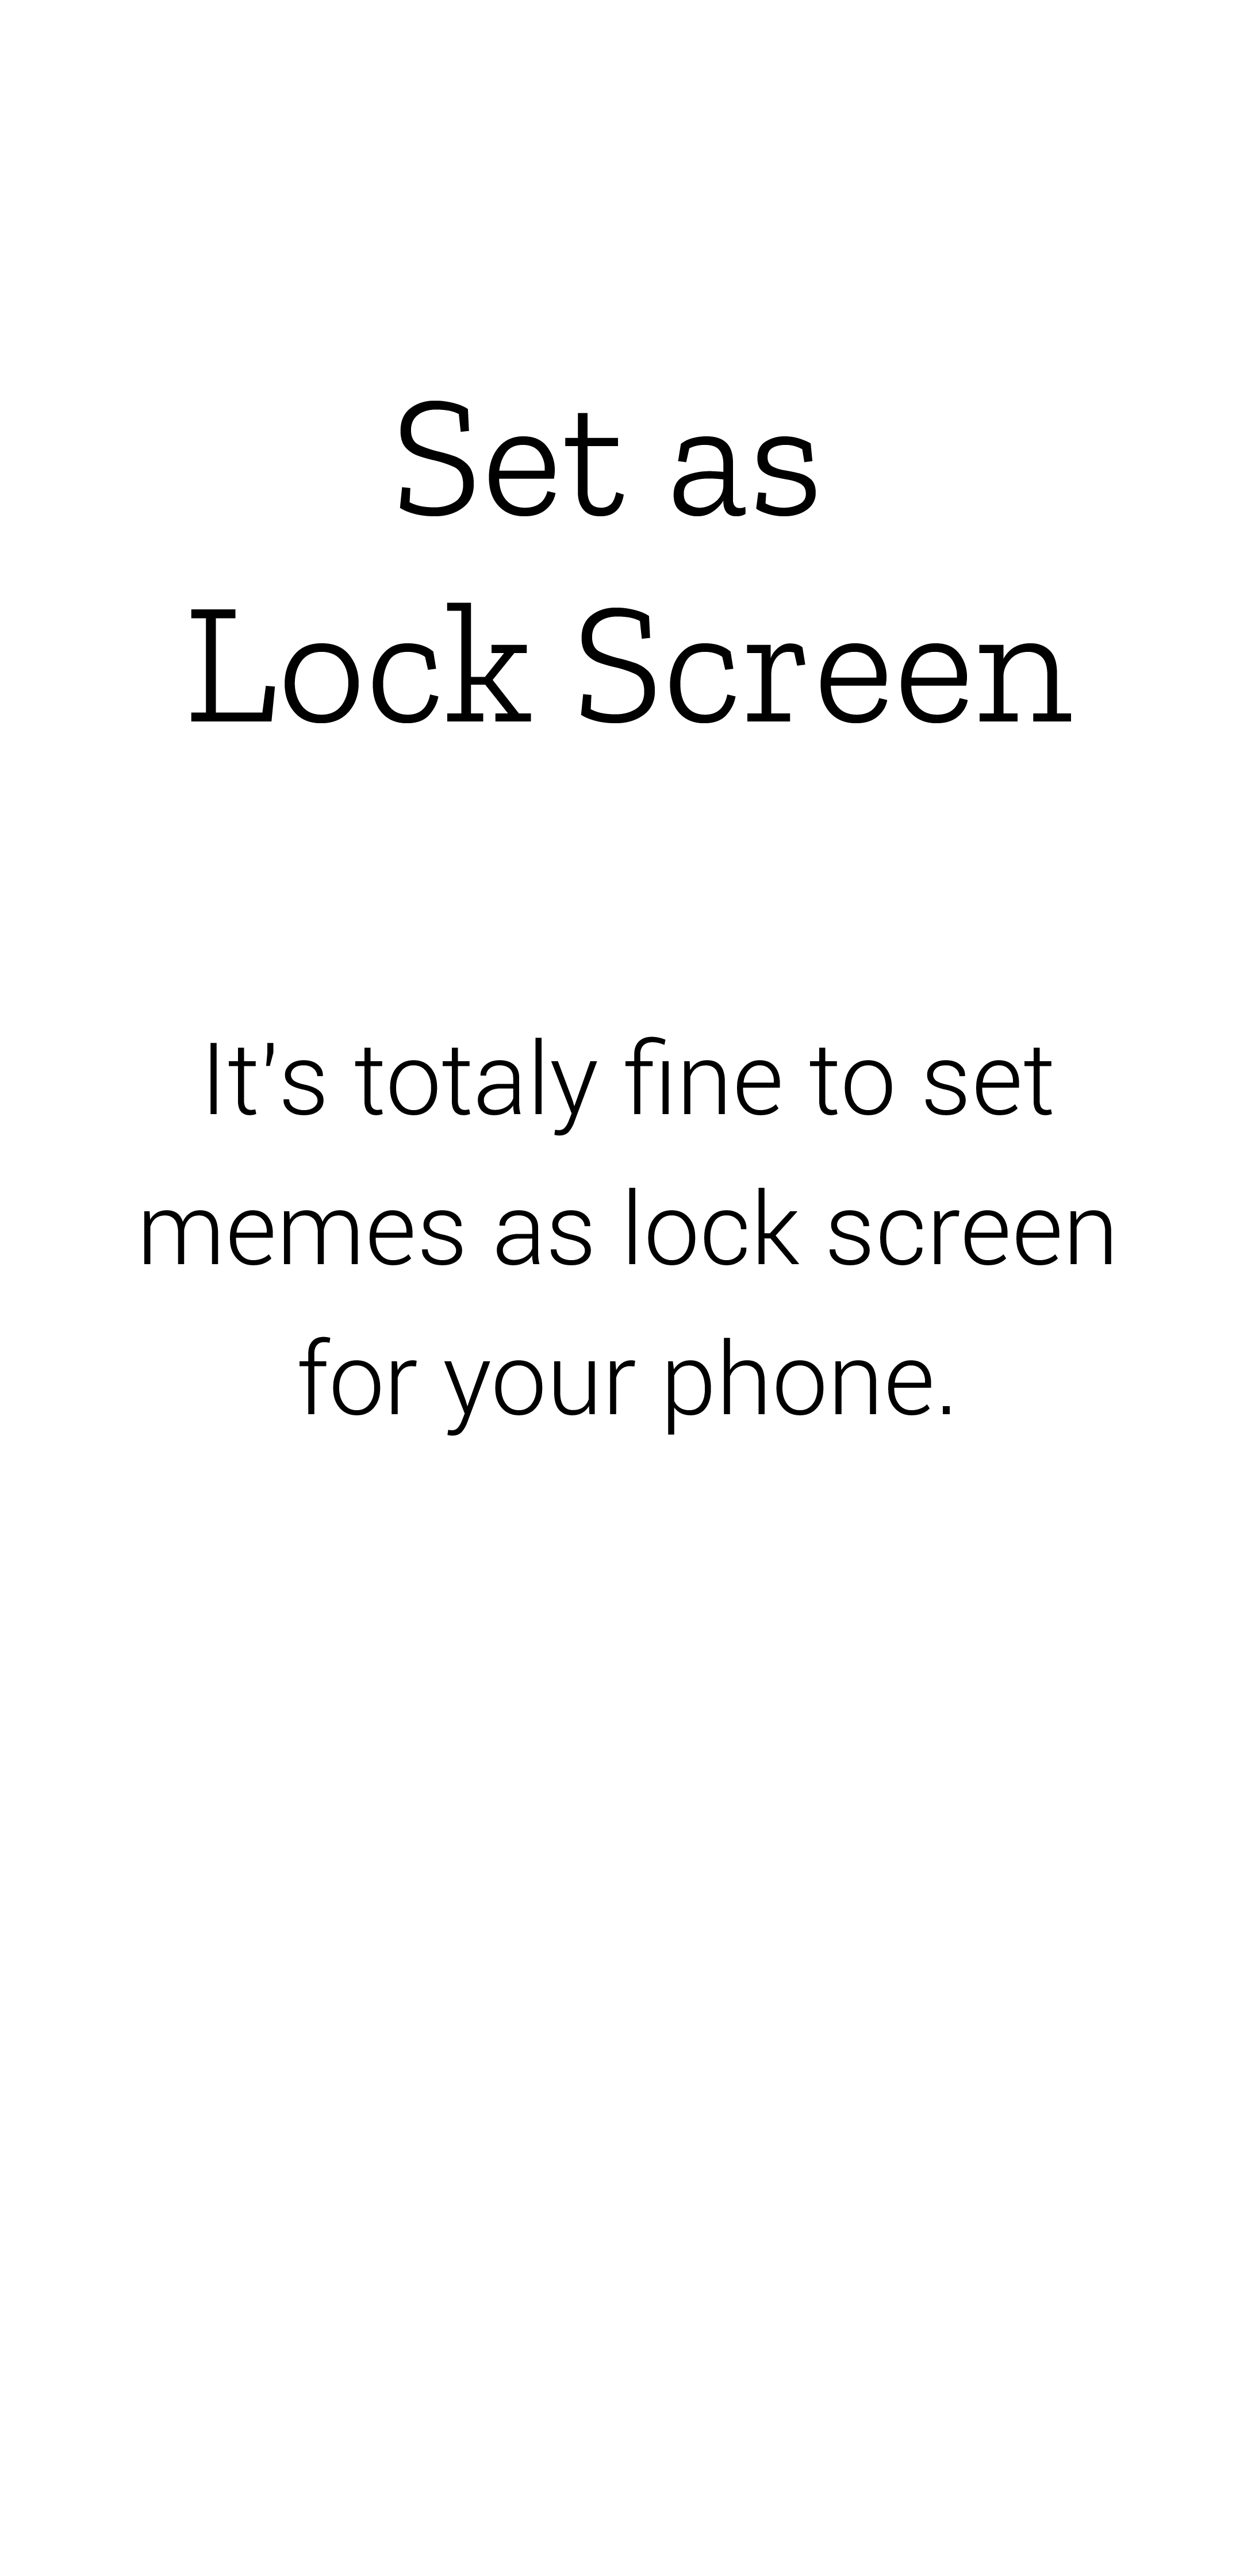 Set as
Lock Screen
It's totaly fine to set
memes as lock screen
for your phone.